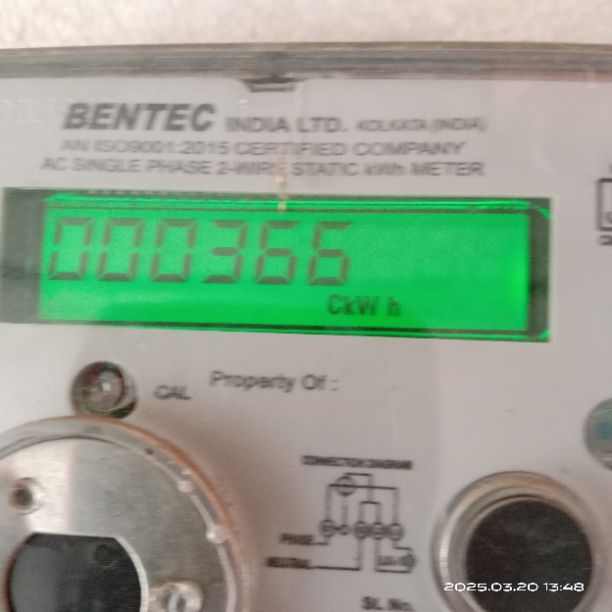 BENTEC INDIA LTD. KOLKATA (INDIA)
AN ISO9001:2015 CERTIFIED COMPANY
AC SINGLE PHASE 2-WIRE STATIC kWh METER
000366
CkW h
CAL
Property Of :
CONNECTION DIAGRAM
PHASE
NEUTRAL
SL No.
2025.03.20 13:48